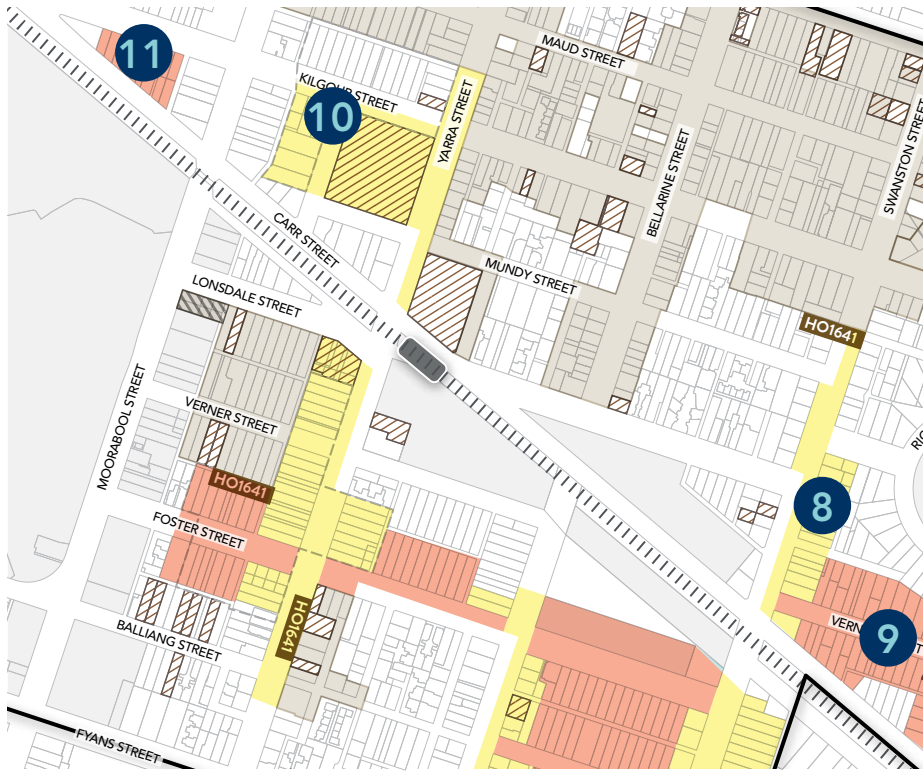 11
MAUD STREET
KILGOUR STREET
10
YARRA STREET
BELLARINE STREET
SWANSTON STREET
CARR STREET
MUNDY STREET
LONSDALE STREET
HO1641
MOORABOOL STREET
VERNER STREET
HO1641
8
FOSTER STREET
HO1641
VERN
9
T
BALLIANG STREET
FYANS STREET